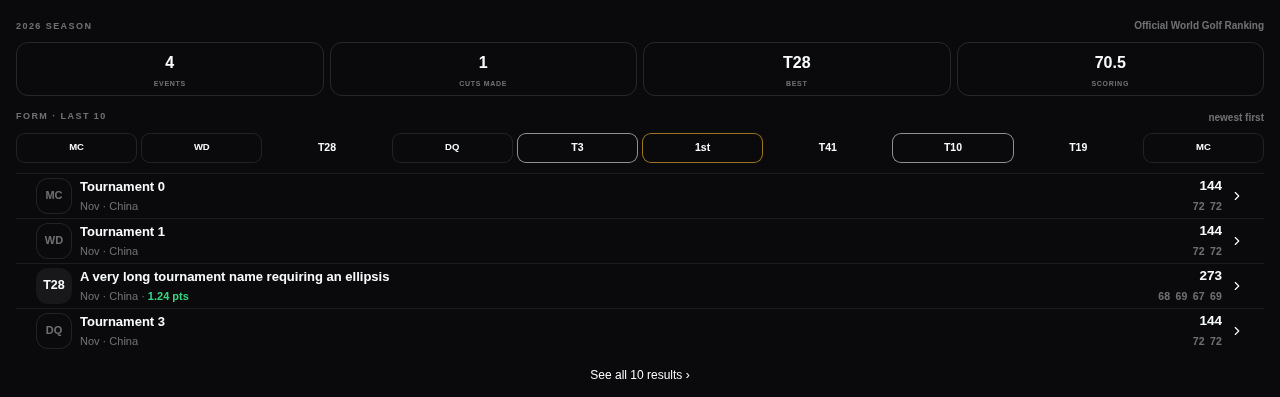 2026 SEASON Official World Golf Ranking
4 1 T28 70.5
EVENTS CUTS MADE BEST SCORING
FORM · LAST 10 newest first
MC WD T28 DQ T3 1st T41 T10 T19 MC
MC Tournament 0 144
Nov · China 72 72
WD Tournament 1 144
Nov · China 72 72
T28 A very long tournament name requiring an ellipsis 273
Nov · China · 1.24 pts 68 69 67 69
DQ Tournament 3 144
Nov · China 72 72
See all 10 results ›